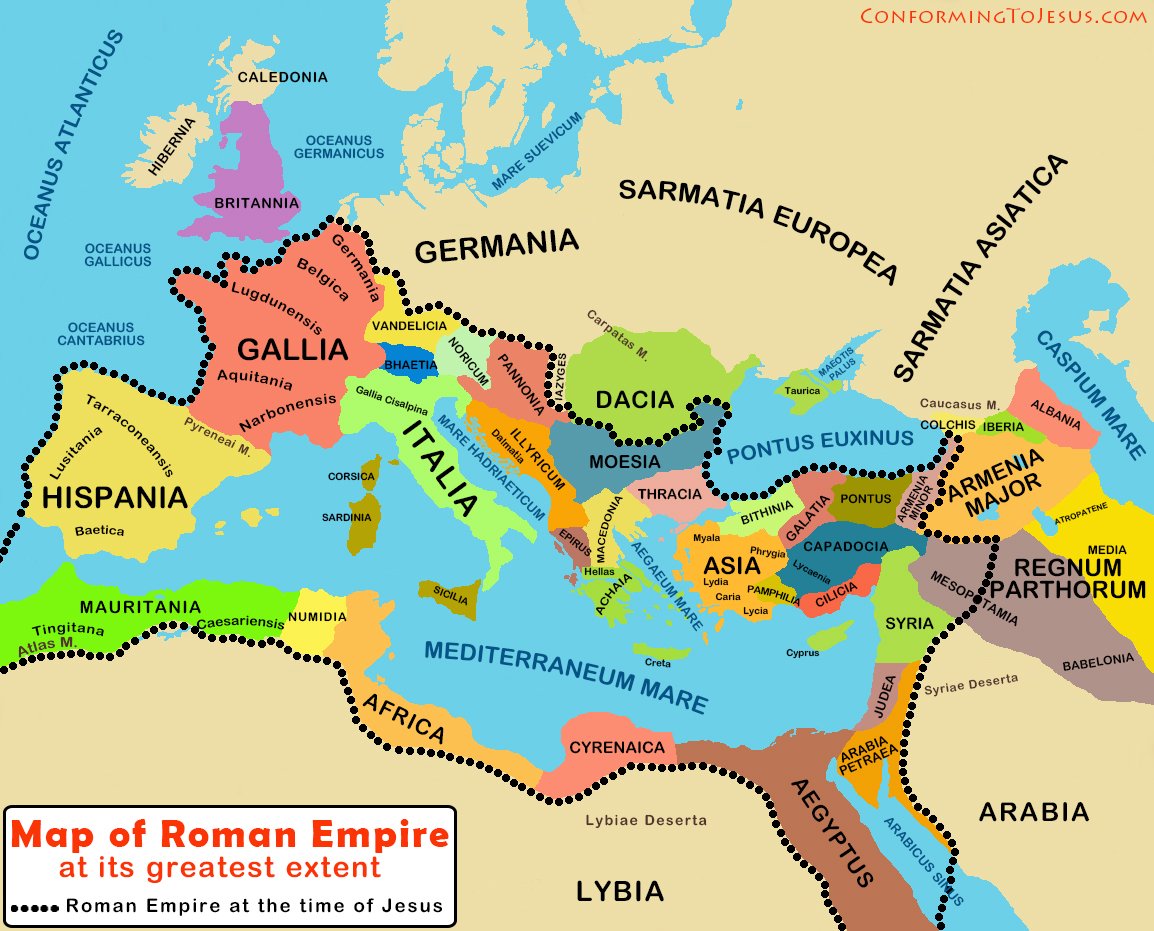 ConformingToJesus.com
OCEANUS ATLANTICUS
CALEDONIA
HIBERNIA
OCEANUS
GERMANICUS
MARE SUEVICUM
BRITANNIA
SARMATIA EUROPEA
SARMATIA ASIATICA
OCEANUS
GALLICUS
GERMANIA
Germania
Belgica
Lugdunensis
OCEANUS
CANTABRIUS
GALLIA
Aquitania
Narbonensis
VANDELICIA
BHAETIA
NORICUM
PANNONIA
IAZYGES
Carpatas M.
DACIA
Taurica
MAEOTIS
PALUS
CASPIUM MARE
Caucasus M.
COLCHIS
IBERIA
ALBANIA
Tarraconeansis
Lusitania
Pyreneai M.
HISPANIA
Baetica
Gallia Cisalpina
ITALIA
MARE HADRIAETICUM
ILLYRICUM
Dalmatia
MOESIA
PONTUS EUXINUS
CORSICA
SARDINIA
THRACIA
MACEDONIA
EPIRUS
Hellas
ACHAIA
AEGAEUM MARE
BITHINIA
GALATIA
PONTUS
ARMENIA
MINOR
ARMENIA
MAJOR
ATROPATENE
MEDIA
REGNUM
PARTHORUM
Myala
ASIA
Phrygia
Lydia
Caria
Lycia
PAMPHILIA
CAPADOCIA
Lycaenia
CILICIA
MESOPOTAMIA
BABELONIA
SYRIA
Cyprus
Creta
SICILIA
MAURITANIA
Tingitana
Caesariensis
Atlas M.
NUMIDIA
MEDITERRANEUM MARE
AFRICA
CYRENAICA
JUDEA
Syriae Deserta
ARABIA
PETRAEA
ARABIA
AEGYPTUS
ARABICUS SINUS
Lybiae Deserta
LYBIA
Map of Roman Empire
at its greatest extent
Roman Empire at the time of Jesus